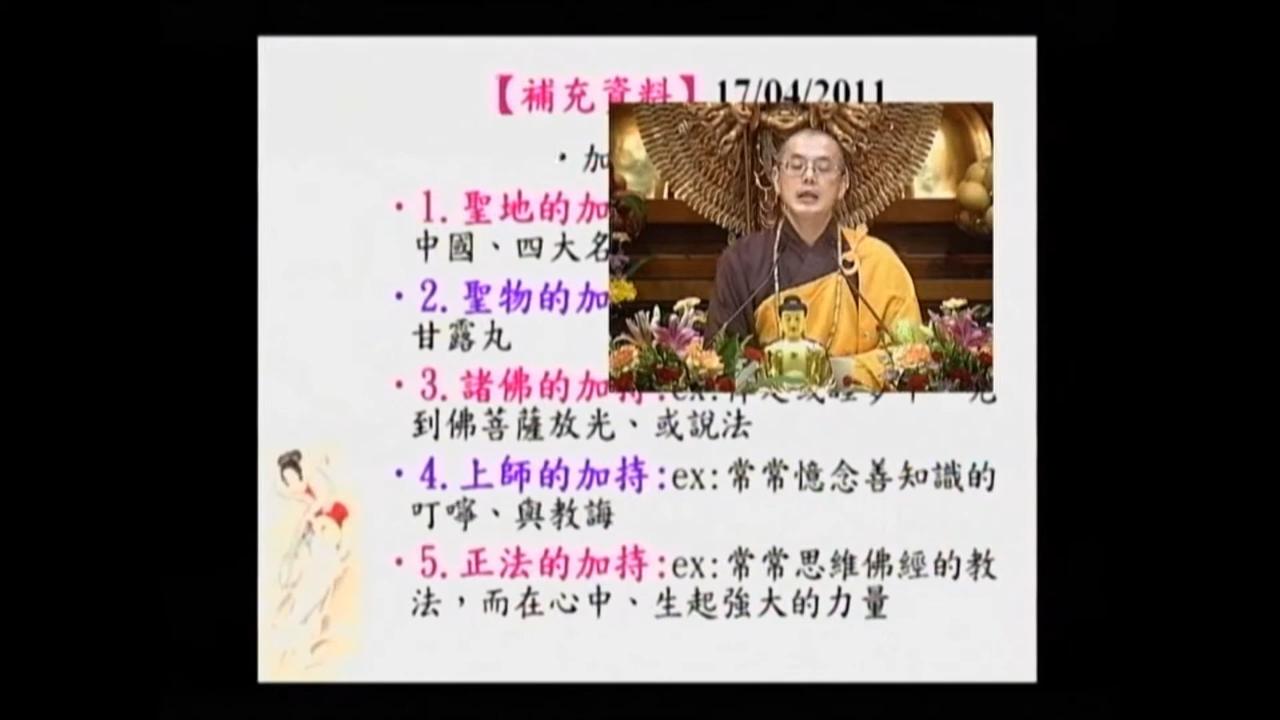 【補充資料】17/04/2011
・加
・1.聖地的加
中國、四大名
・2.聖物的加
甘露丸
・3.諸佛的加持:ex:
到佛菩薩放光、或說法
・4.上師的加持:ex:常常憶念善知識的
叮嚀、與教誨
・5.正法的加持:ex:常常思維佛經的教
法，而在心中、生起強大的力量